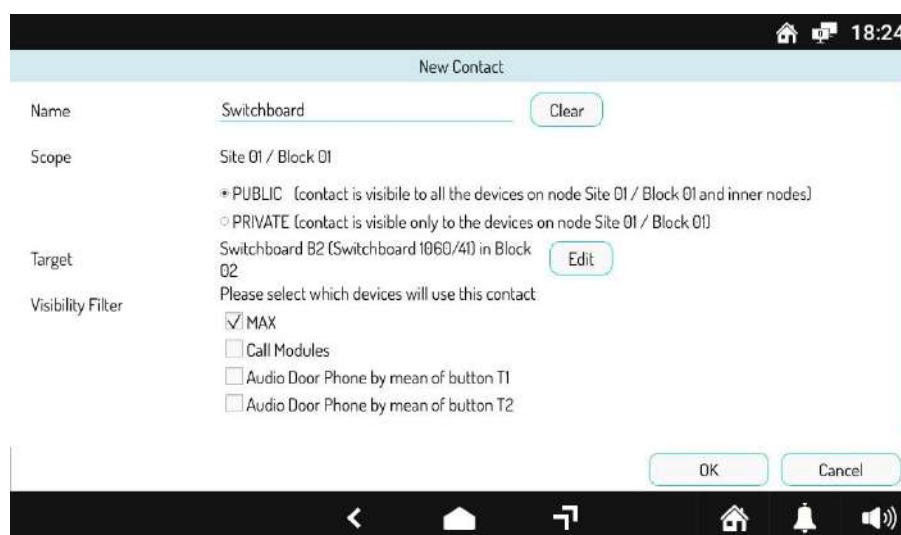 18:24
New Contact
Name Switchboard Clear
Scope Site 01 / Block 01
PUBLIC (contact is visibile to all the devices on node Site 01 / Block 01 and inner nodes)
PRIVATE (contact is visible only to the devices on node Site 01 / Block 01)
Target Switchboard B2 (Switchboard 1060/41) in Block 02 Edit
Visibility Filter Please select which devices will use this contact
MAX
Call Modules
Audio Door Phone by mean of button T1
Audio Door Phone by mean of button T2
OK Cancel